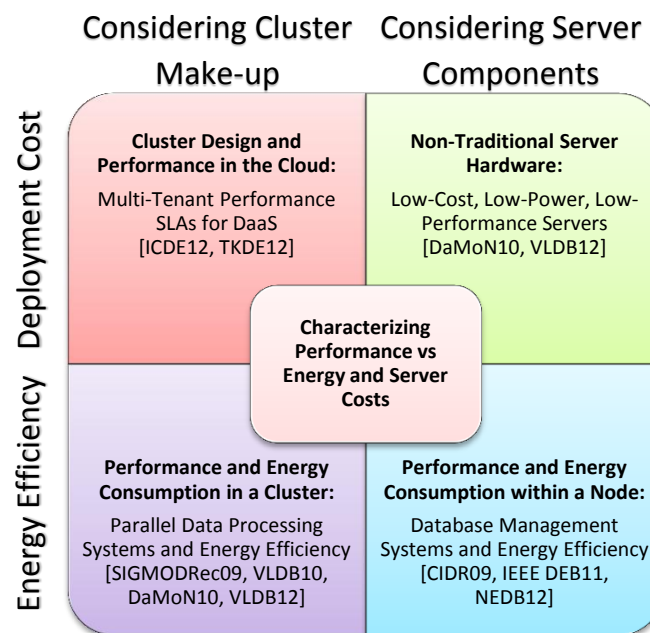 Considering Cluster
Make-up
Considering Server
Components
Deployment Cost
Cluster Design and
Performance in the Cloud:
Multi-Tenant Performance
SLAs for DaaS
[ICDE12, TKDE12]
Non-Traditional Server
Hardware:
Low-Cost, Low-Power, Low-
Performance Servers
[DaMoN10, VLDB12]
Characterizing
Performance vs
Energy and Server
Costs
Energy Efficiency
Performance and Energy
Consumption in a Cluster:
Parallel Data Processing
Systems and Energy Efficiency
[SIGMODRec09, VLDB10,
DaMoN10, VLDB12]
Performance and Energy
Consumption within a Node:
Database Management
Systems and Energy Efficiency
[CIDR09, IEEE DEB11,
NEDB12]